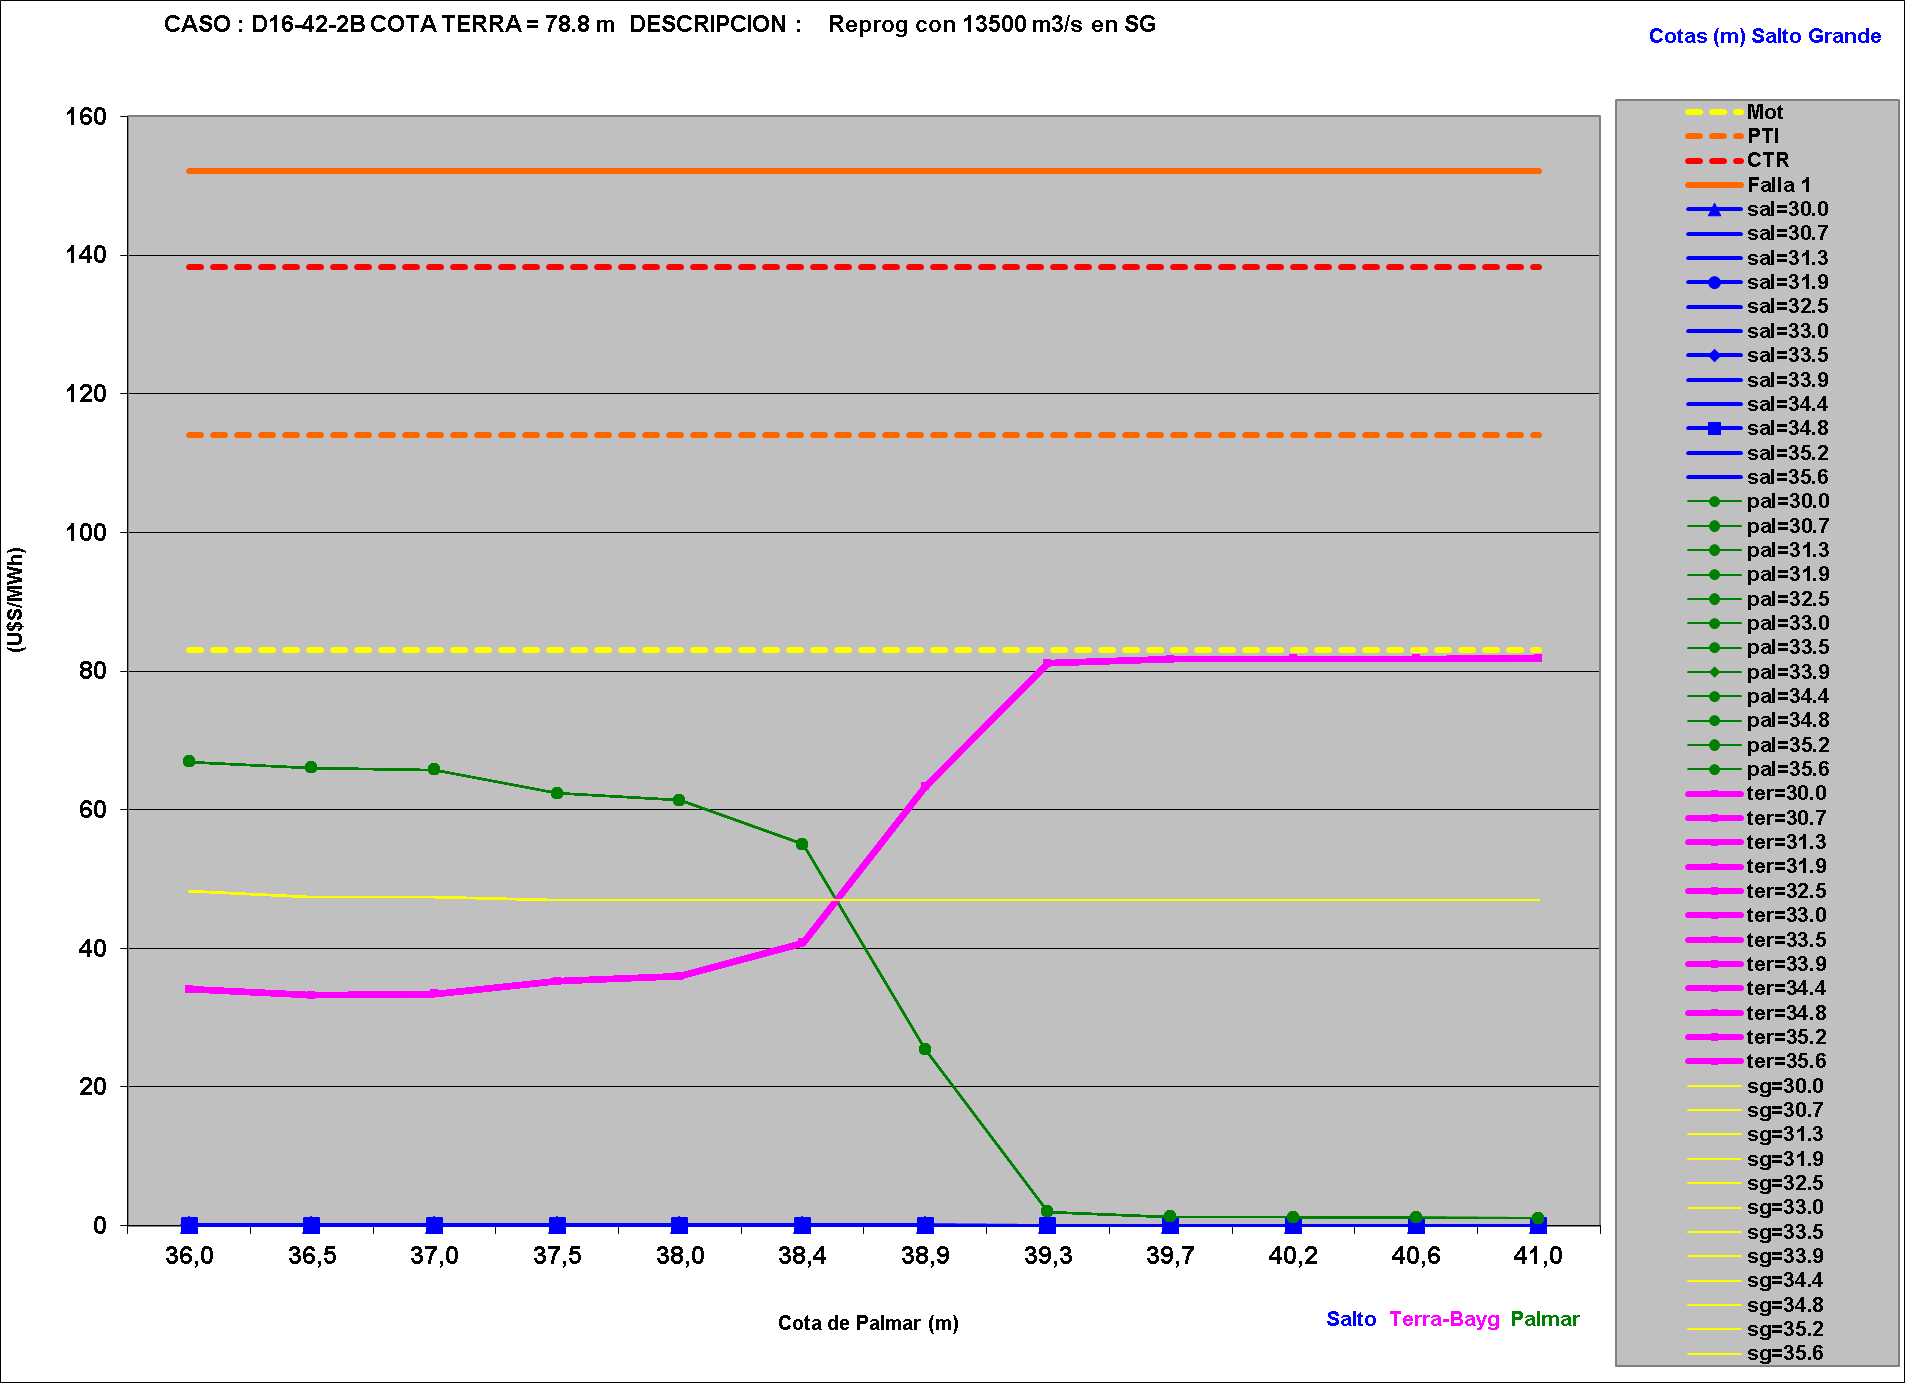 CASO : D16-42-2B COTA TERRA = 78.8 m DESCRIPCION : Reprog con 13500 m3/s en SG
Cotas (m) Salto Grande
160
140
120
100
80
60
40
20
0
(U$S/MWh)
36,0 36,5 37,0 37,5 38,0 38,4 38,9 39,3 39,7 40,2 40,6 41,0
Cota de Palmar (m)
Salto Terra-Bayg Palmar
Mot
PTI
CTR
Falla 1
sal=30.0
sal=30.7
sal=31.3
sal=31.9
sal=32.5
sal=33.0
sal=33.5
sal=33.9
sal=34.4
sal=34.8
sal=35.2
sal=35.6
pal=30.0
pal=30.7
pal=31.3
pal=31.9
pal=32.5
pal=33.0
pal=33.5
pal=33.9
pal=34.4
pal=34.8
pal=35.2
pal=35.6
ter=30.0
ter=30.7
ter=31.3
ter=31.9
ter=32.5
ter=33.0
ter=33.5
ter=33.9
ter=34.4
ter=34.8
ter=35.2
ter=35.6
sg=30.0
sg=30.7
sg=31.3
sg=31.9
sg=32.5
sg=33.0
sg=33.5
sg=33.9
sg=34.4
sg=34.8
sg=35.2
sg=35.6